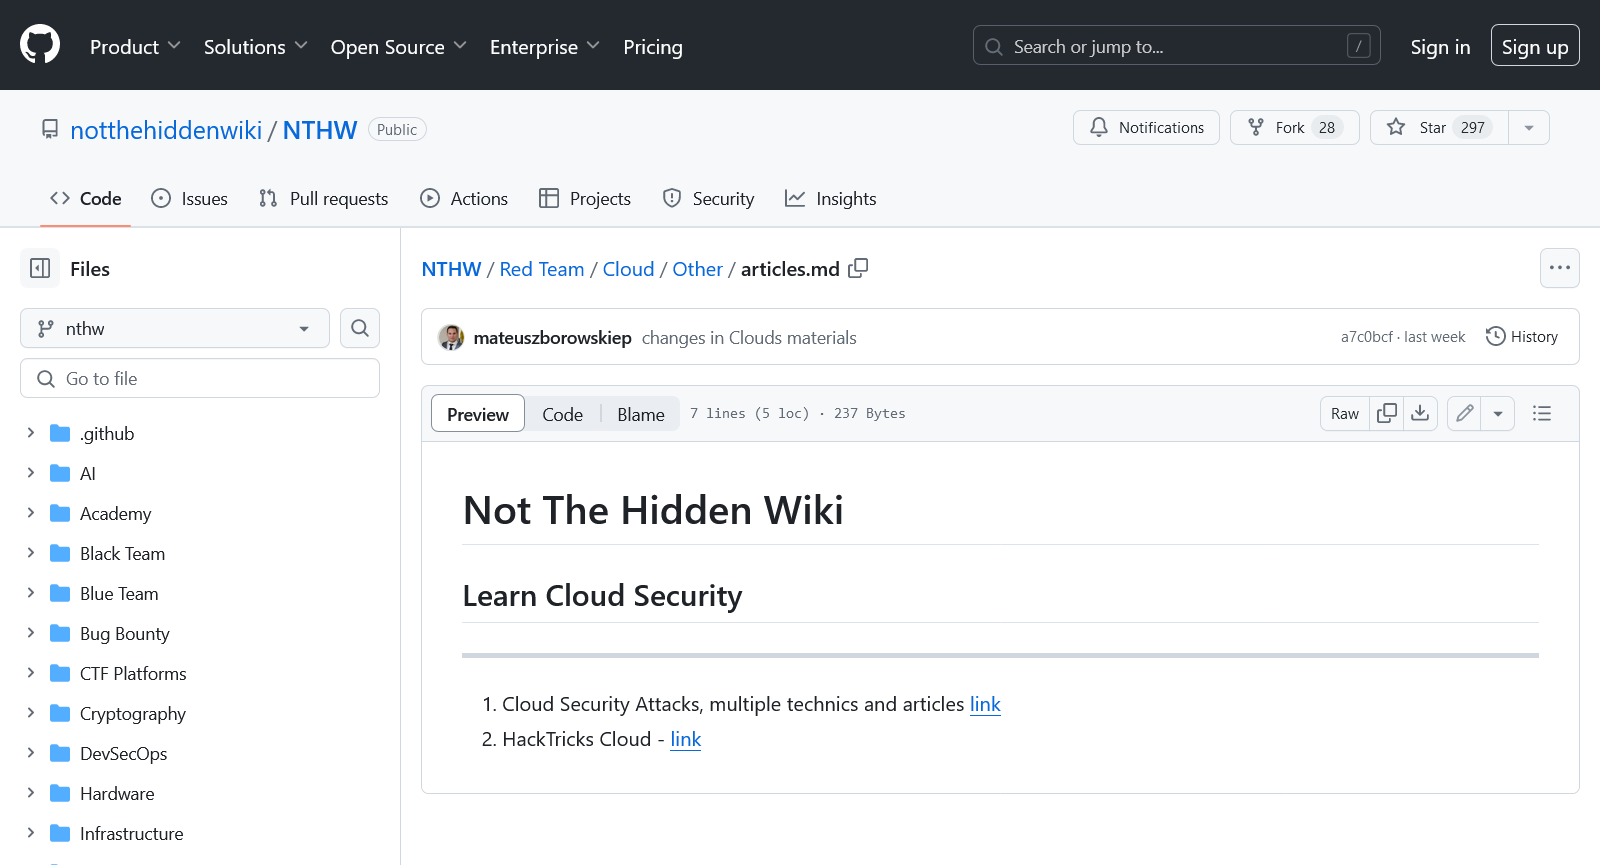 Product Solutions Open Source Enterprise Pricing Search or jump to... / Sign in Sign up
notthehiddenwiki / NTHW Public Notifications Fork 28 Star 297
Code Issues Pull requests Actions Projects Security Insights
Files
nthw
Go to file
.github
AI
Academy
Black Team
Blue Team
Bug Bounty
CTF Platforms
Cryptography
DevSecOps
Hardware
Infrastructure
NTHW / Red Team / Cloud / Other / articles.md
mateuszborowskiep changes in Clouds materials a7c0bcf · last week History
Preview Code Blame 7 lines (5 loc) · 237 Bytes Raw
Not The Hidden Wiki
Learn Cloud Security
1. Cloud Security Attacks, multiple technics and articles link
2. HackTricks Cloud - link